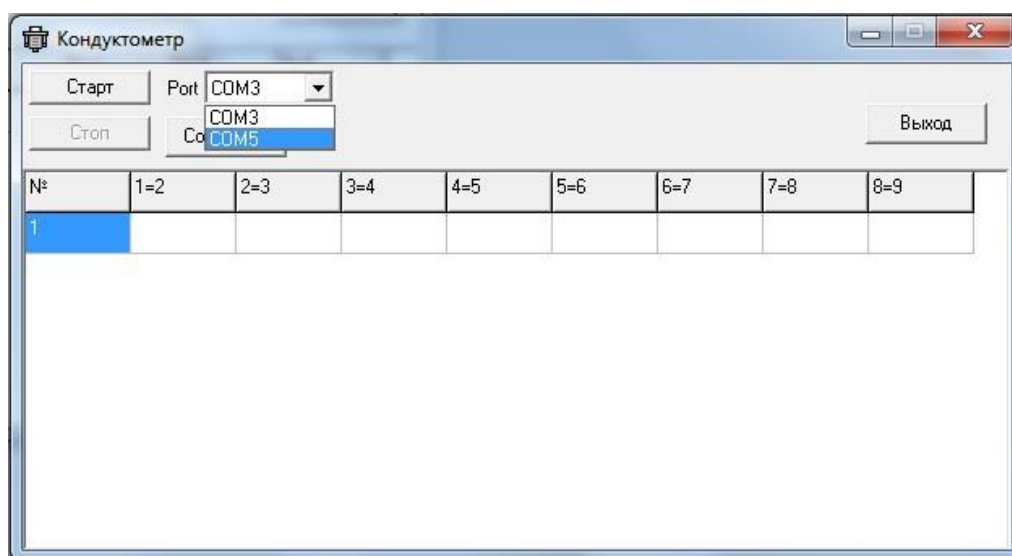 Кондуктометр
Старт Port COM3
COM3
Стоп COM5 Выход
№ 1=2 2=3 3=4 4=5 5=6 6=7 7=8 8=9
1